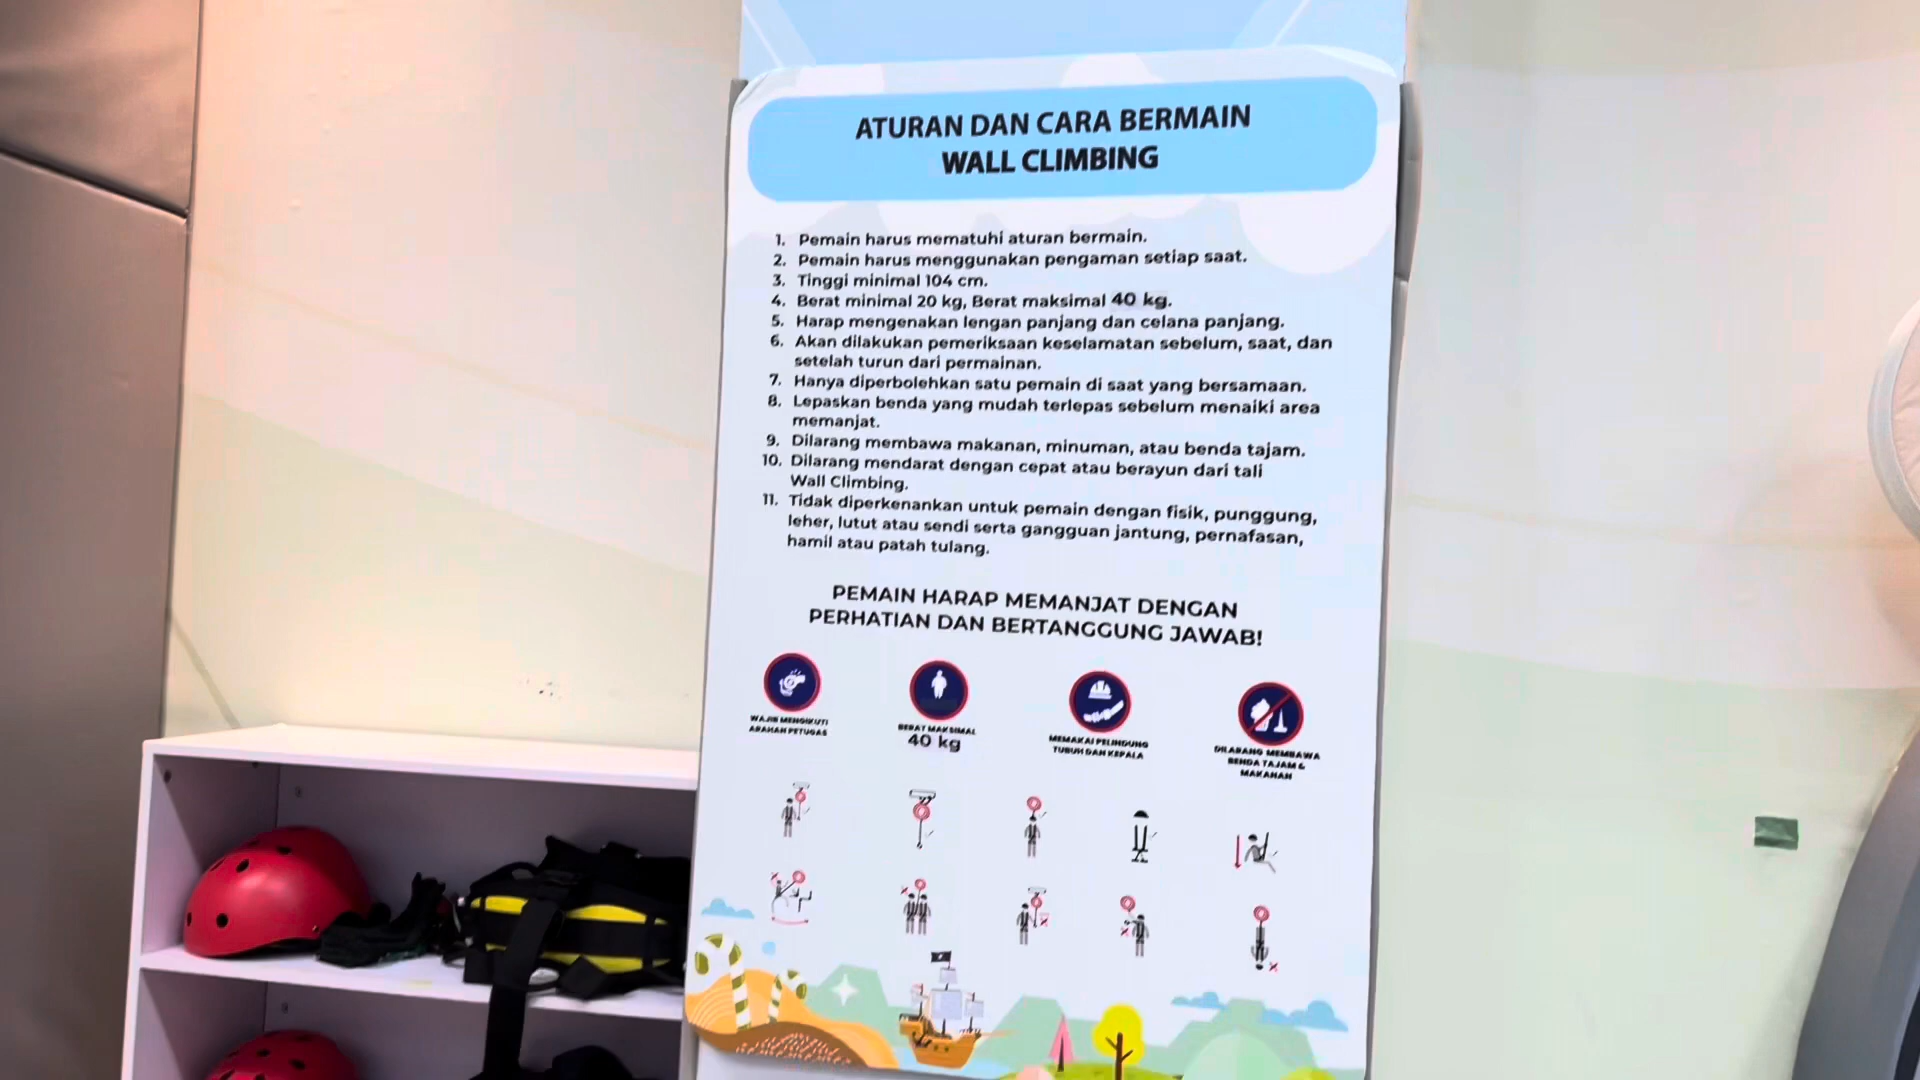 ATURAN DAN CARA BERMAIN
WALL CLIMBING
1. Pemain harus mematuhi aturan bermain.
2. Pemain harus menggunakan pengaman setiap saat.
3. Tinggi minimal 104 cm.
4. Berat minimal 20 kg, Berat maksimal 40 kg.
5. Harap mengenakan lengan panjang dan celana panjang.
6. Akan dilakukan pemeriksaan keselamatan sebelum, saat, dan
setelah turun dari permainan.
7. Hanya diperbolehkan satu pemain di saat yang bersamaan.
8. Lepaskan benda yang mudah terlepas sebelum menaiki area
memanjat.
9. Dilarang membawa makanan, minuman, atau benda tajam.
10. Dilarang mendarat dengan cepat atau berayun dari tali
Wall Climbing.
11. Tidak diperkenankan untuk pemain dengan fisik, punggung,
leher, lutut atau sendi serta gangguan jantung, pernafasan,
hamil atau patah tulang.
PEMAIN HARAP MEMANJAT DENGAN
PERHATIAN DAN BERTANGGUNG JAWAB!
WAJIB MENGIKUTI
ARAHAN PETUGAS
BERAT MAKSIMAL
40 kg
MEMAKAI PELINDUNG
TUBUH DAN KEPALA
DILARANG MEMBAWA
BENDA TAJAM &
MAKANAN